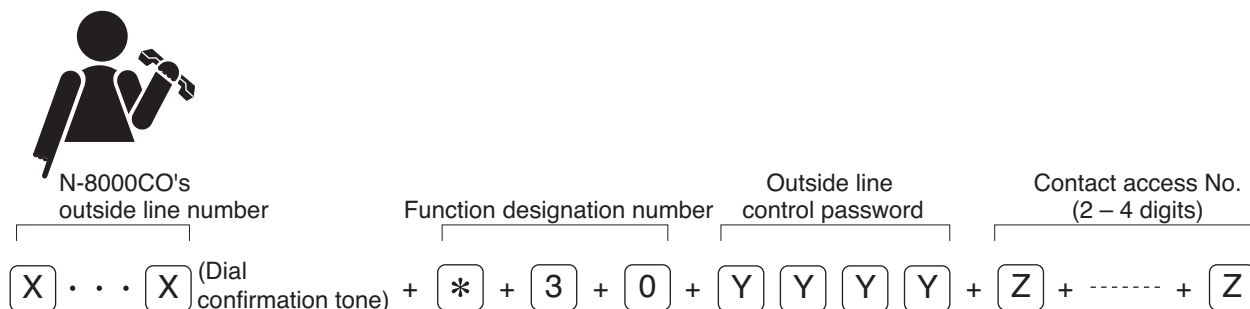 N-8000CO's
outside line number
Function designation number
Outside line
control password
Contact access No.
(2 – 4 digits)
X · · · X (Dial confirmation tone) + * + 3 + 0 + Y Y Y Y + Z + ------- + Z